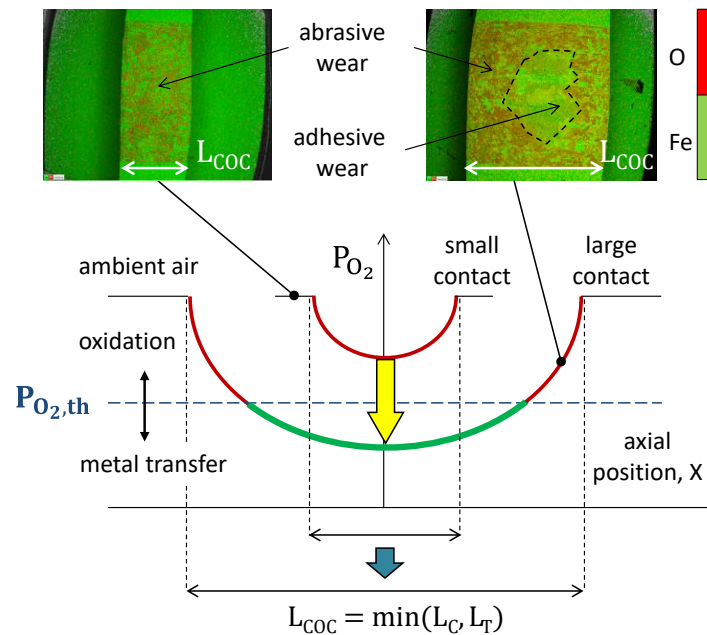 abrasive
wear
adhesive
wear
L_COC
L_COC
O
Fe
P_O₂
ambient air
small
contact
large
contact
oxidation
P_O₂,th
metal transfer
axial
position, X
L_COC = min(L_C, L_T)